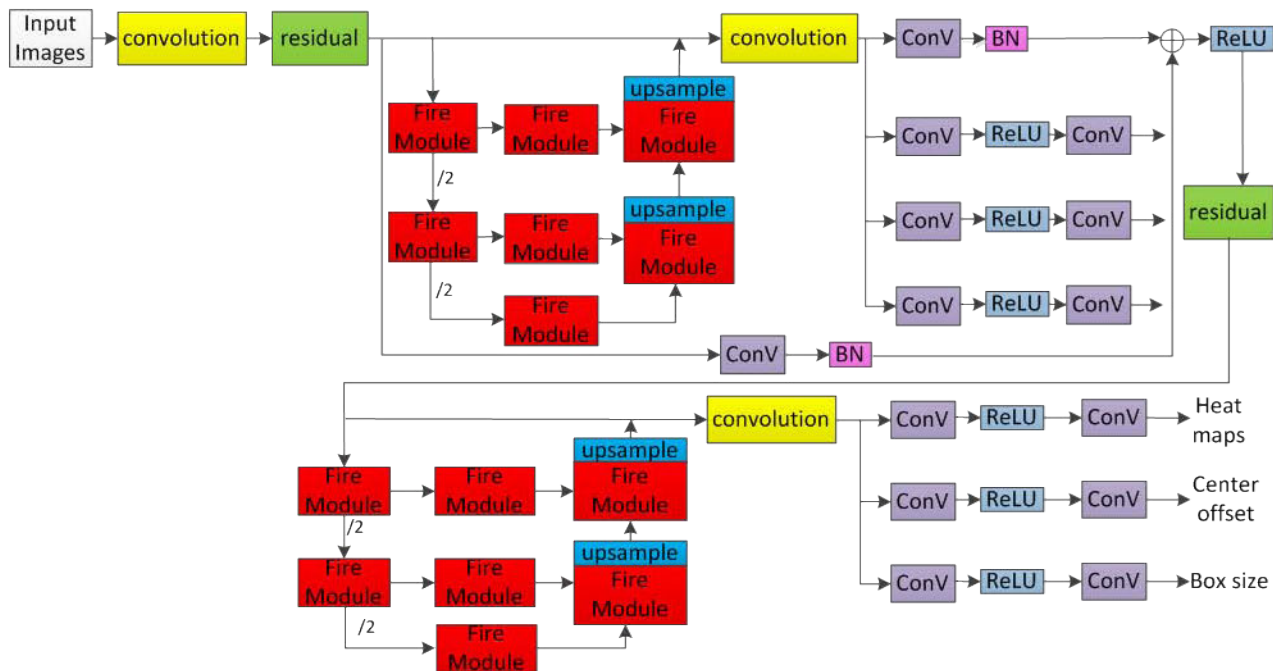 Input
Images
convolution
residual
convolution
ConV
BN
ReLU
upsample
Fire
Module
Fire
Module
Fire
Module
ConV
ReLU
ConV
/2
upsample
Fire
Module
Fire
Module
Fire
Module
ConV
ReLU
ConV
residual
/2
Fire
Module
ConV
ReLU
ConV
ConV
BN
convolution
ConV
ReLU
ConV
Heat
maps
upsample
Fire
Module
Fire
Module
Fire
Module
ConV
ReLU
ConV
Center
offset
/2
upsample
Fire
Module
Fire
Module
Fire
Module
ConV
ReLU
ConV
Box size
/2
Fire
Module